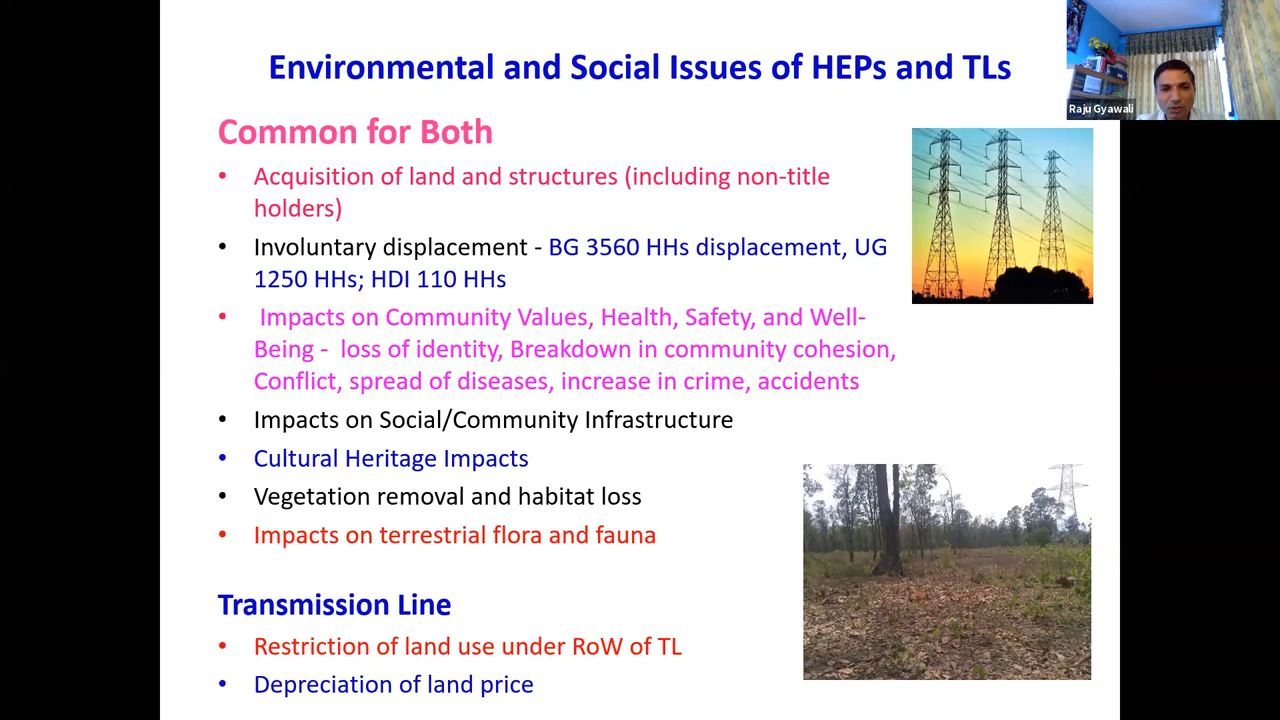 Environmental and Social Issues of HEPs and TLs
Raju Gyawali
Common for Both
• Acquisition of land and structures (including non-title
holders)
• Involuntary displacement - BG 3560 HHs displacement, UG
1250 HHs; HDI 110 HHs
• Impacts on Community Values, Health, Safety, and Well-
Being - loss of identity, Breakdown in community cohesion,
Conflict, spread of diseases, increase in crime, accidents
• Impacts on Social/Community Infrastructure
• Cultural Heritage Impacts
• Vegetation removal and habitat loss
• Impacts on terrestrial flora and fauna
Transmission Line
• Restriction of land use under RoW of TL
• Depreciation of land price